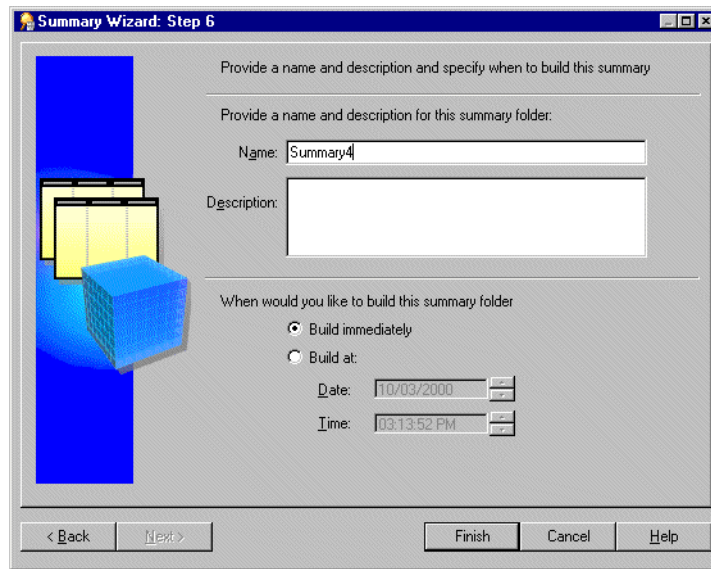 Summary Wizard: Step 6
Provide a name and description and specify when to build this summary
Provide a name and description for this summary folder:
Name: Summary4
Description:
When would you like to build this summary folder
Build immediately
Build at:
Date: 10/03/2000
Time: 03:13:52 PM
< Back Next > Finish Cancel Help